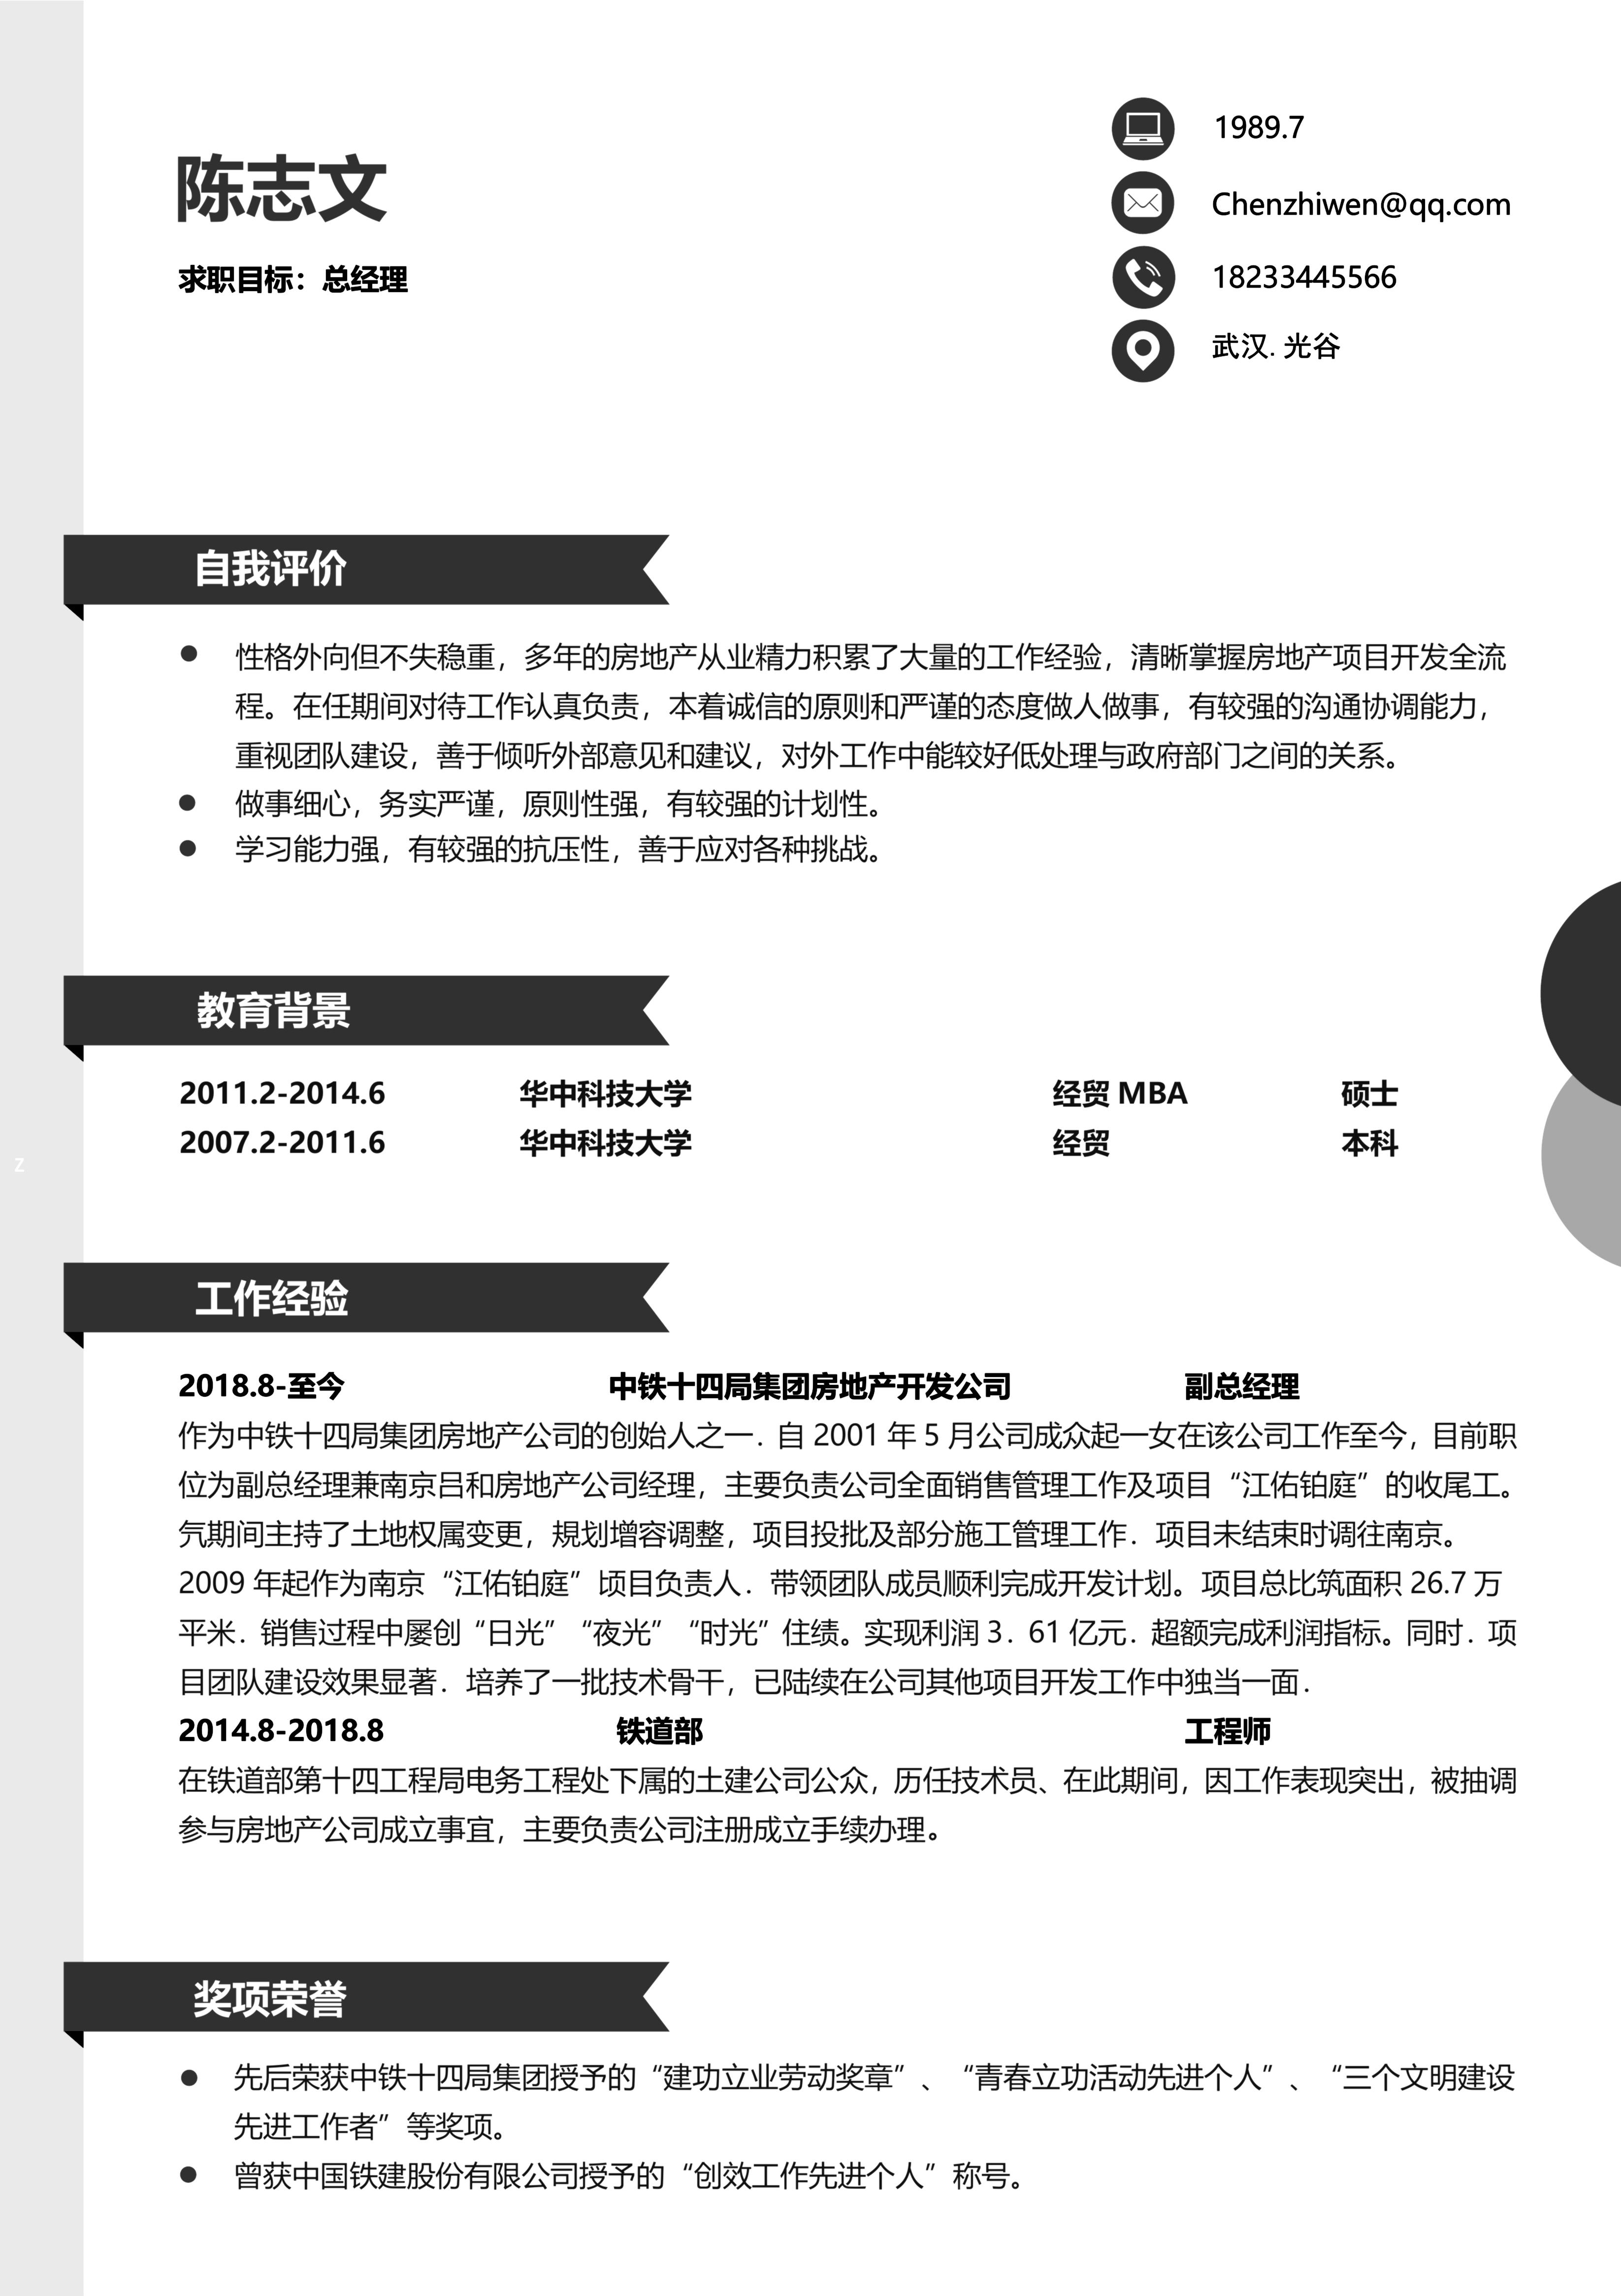 陈志文
求职目标：总经理
1989.7
Chenzhiwen@qq.com
18233445566
武汉. 光谷
自我评价
性格外向但不失稳重，多年的房地产从业精力积累了大量的工作经验，清晰掌握房地产项目开发全流
程。在任期间对待工作认真负责，本着诚信的原则和严谨的态度做人做事，有较强的沟通协调能力，
重视团队建设，善于倾听外部意见和建议，对外工作中能较好低处理与政府部门之间的关系。
做事细心，务实严谨，原则性强，有较强的计划性。
学习能力强，有较强的抗压性，善于应对各种挑战。
教育背景
2011.2-2014.6 华中科技大学 经贸 MBA 硕士
2007.2-2011.6 华中科技大学 经贸 本科
Z
工作经验
2018.8-至今 中铁十四局集团房地产开发公司 副总经理
作为中铁十四局集团房地产公司的创始人之一．自 2001 年 5 月公司成众起一女在该公司工作至今，目前职
位为副总经理兼南京吕和房地产公司经理，主要负责公司全面销售管理工作及项目“江佑铂庭”的收尾工。
氖期间主持了土地权属变更，规划增容调整，项目投批及部分施工管理工作．项目未结束时调往南京。
2009 年起作为南京“江佑铂庭”顷目负责人．带领团队成员顺利完成开发计划。项目总比筑面积 26.7 万
平米．销售过程中屡创“日光”“夜光”“时光”住绩。实现利润 3．61 亿元．超额完成利润指标。同时．项
目团队建设效果显著．培养了一批技术骨干，已陆续在公司其他项目开发工作中独当一面．
2014.8-2018.8 铁道部 工程师
在铁道部第十四工程局电务工程处下属的土建公司公众，历任技术员、在此期间，因工作表现突出，被抽调
参与房地产公司成立事宜，主要负责公司注册成立手续办理。
奖项荣誉
先后荣获中铁十四局集团授予的“建功立业劳动奖章”、“青春立功活动先进个人”、“三个文明建设
先进工作者”等奖项。
曾获中国铁建股份有限公司授予的“创效工作先进个人”称号。